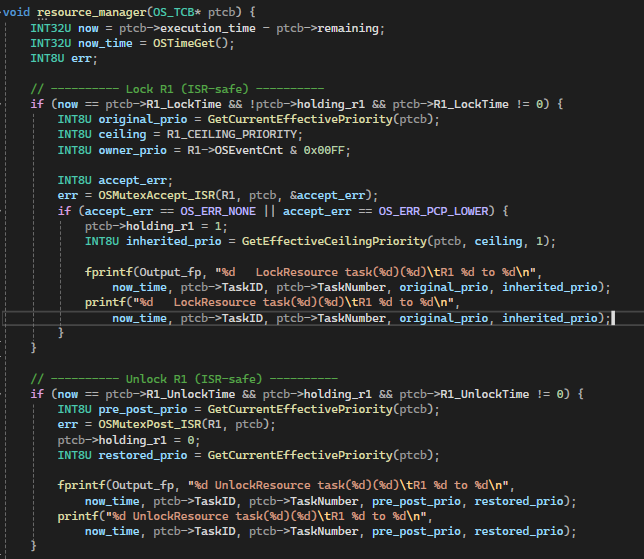 void resource_manager(OS_TCB* ptcb) {
    INT32U now = ptcb->execution_time - ptcb->remaining;
    INT32U now_time = OSTimeGet();
    INT8U err;

    // ---------- Lock R1 (ISR-safe) ----------
    if (now == ptcb->R1_LockTime && !ptcb->holding_r1 && ptcb->R1_LockTime != 0) {
        INT8U original_prio = GetCurrentEffectivePriority(ptcb);
        INT8U ceiling = R1_CEILING_PRIORITY;
        INT8U owner_prio = R1->OSEventCnt & 0x00FF;

        INT8U accept_err;
        err = OSMutexAccept_ISR(R1, ptcb, &accept_err);
        if (accept_err == OS_ERR_NONE || accept_err == OS_ERR_PCP_LOWER) {
            ptcb->holding_r1 = 1;
            INT8U inherited_prio = GetEffectiveCeilingPriority(ptcb, ceiling, 1);

            fprintf(Output_fp, "%d   LockResource task(%d)(%d)\tR1 %d to %d\n",
                now_time, ptcb->TaskID, ptcb->TaskNumber, original_prio, inherited_prio);
            printf("%d   LockResource task(%d)(%d)\tR1 %d to %d\n",
                now_time, ptcb->TaskID, ptcb->TaskNumber, original_prio, inherited_prio);
        }
    }

    // ---------- Unlock R1 (ISR-safe) ----------
    if (now == ptcb->R1_UnlockTime && ptcb->holding_r1 && ptcb->R1_UnlockTime != 0) {
        INT8U pre_post_prio = GetCurrentEffectivePriority(ptcb);
        err = OSMutexPost_ISR(R1, ptcb);
        ptcb->holding_r1 = 0;
        INT8U restored_prio = GetCurrentEffectivePriority(ptcb);

        fprintf(Output_fp, "%d UnlockResource task(%d)(%d)\tR1 %d to %d\n",
            now_time, ptcb->TaskID, ptcb->TaskNumber, pre_post_prio, restored_prio);
        printf("%d UnlockResource task(%d)(%d)\tR1 %d to %d\n",
            now_time, ptcb->TaskID, ptcb->TaskNumber, pre_post_prio, restored_prio);
    }